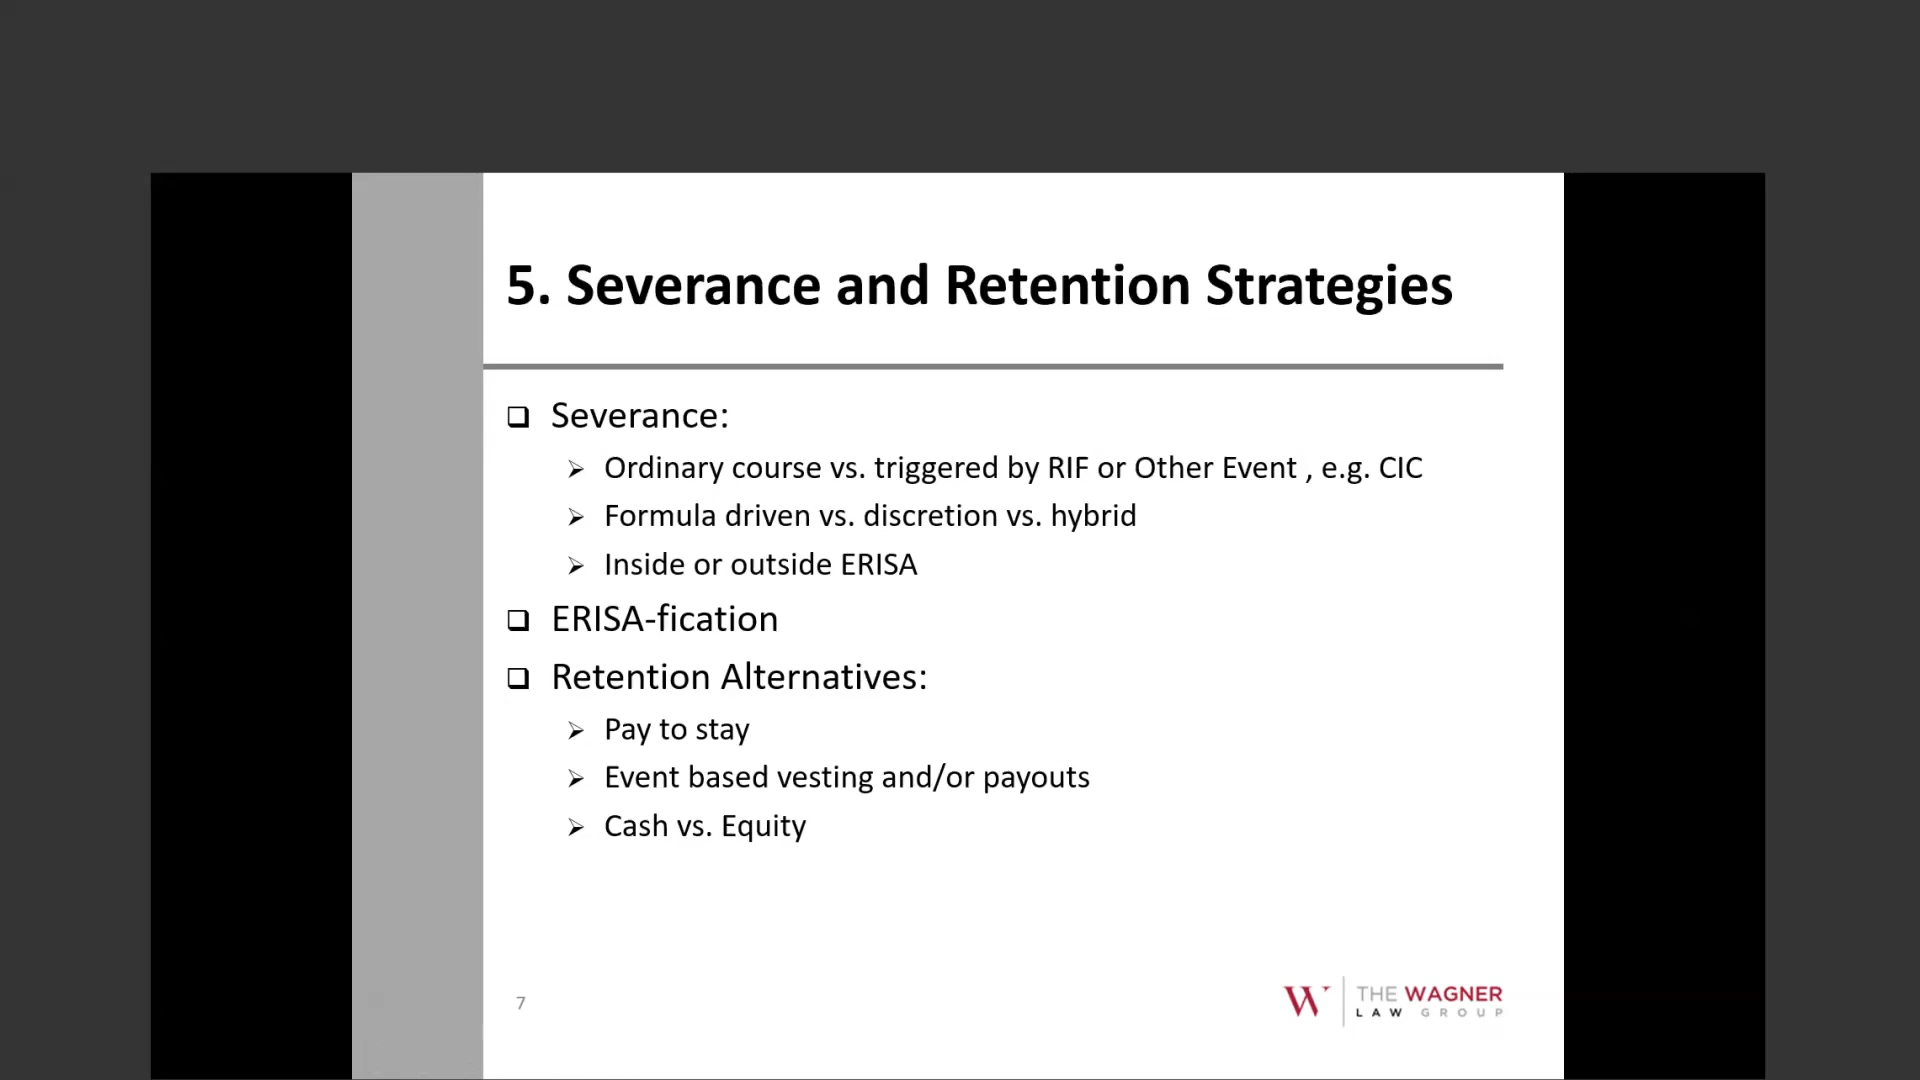 5. Severance and Retention Strategies
Severance:
Ordinary course vs. triggered by RIF or Other Event , e.g. CIC
Formula driven vs. discretion vs. hybrid
Inside or outside ERISA
ERISA-fication
Retention Alternatives:
Pay to stay
Event based vesting and/or payouts
Cash vs. Equity
7
W
THE WAGNER
LAW GROUP